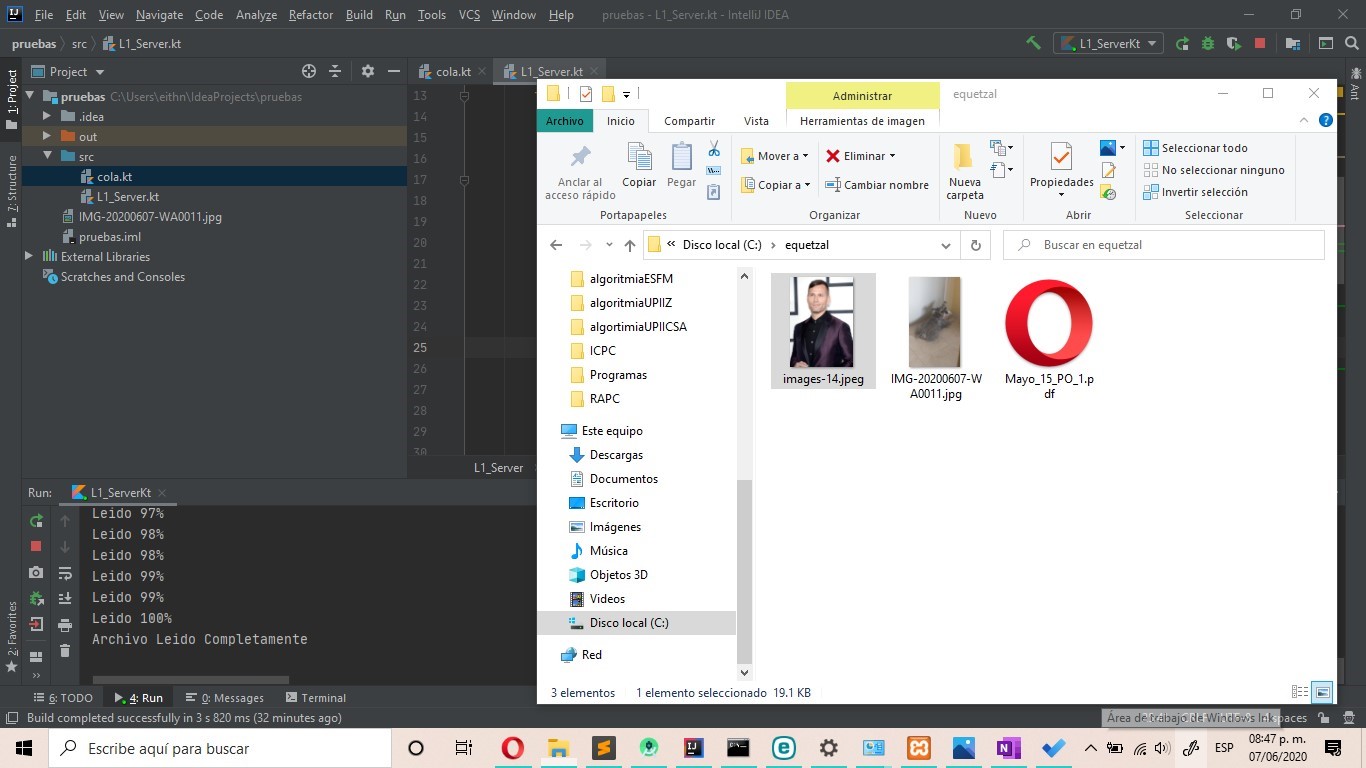 File Edit View Navigate Code Analyze Refactor Build Run Tools VCS Window Help pruebas - L1_Server.kt - IntelliJ IDEA
pruebas src L1_Server.kt L1_ServerKt
1: Project
7: Structure
2: Favorites
Ant
Project
pruebas C:\Users\eithn\IdeaProjects\pruebas
.idea
out
src
cola.kt
L1_Server.kt
IMG-20200607-WA0011.jpg
pruebas.iml
External Libraries
Scratches and Consoles
cola.kt L1_Server.kt
13
14
15
16
17
18
19
20
21
22
23
24
25
26
27
28
29
30
L1_Server
Administrar equetzal
Archivo Inicio Compartir Vista Herramientas de imagen
Anclar al
acceso rápido
Copiar
Pegar
Portapapeles
Mover a
Copiar a
Eliminar
Cambiar nombre
Organizar
Nueva
carpeta
Nuevo
Propiedades
Abrir
Seleccionar todo
No seleccionar ninguno
Invertir selección
Seleccionar
« Disco local (C:) › equetzal
Buscar en equetzal
algoritmiaESFM
algoritmiaUPIIZ
algortimiaUPIICSA
ICPC
Programas
RAPC
Este equipo
Descargas
Documentos
Escritorio
Imágenes
Música
Objetos 3D
Videos
Disco local (C:)
Red
images-14.jpeg
IMG-20200607-W
A0011.jpg
Mayo_15_PO_1.p
df
3 elementos 1 elemento seleccionado 19.1 KB
Run: L1_ServerKt
Leido 97%
Leido 98%
Leido 98%
Leido 99%
Leido 99%
Leido 100%
Archivo Leido Completamente
6: TODO 4: Run 0: Messages Terminal
Build completed successfully in 3 s 820 ms (32 minutes ago)
Área de trabajo de Windows Ink
spaces
Escribe aquí para buscar
ESP
08:47 p. m.
07/06/2020